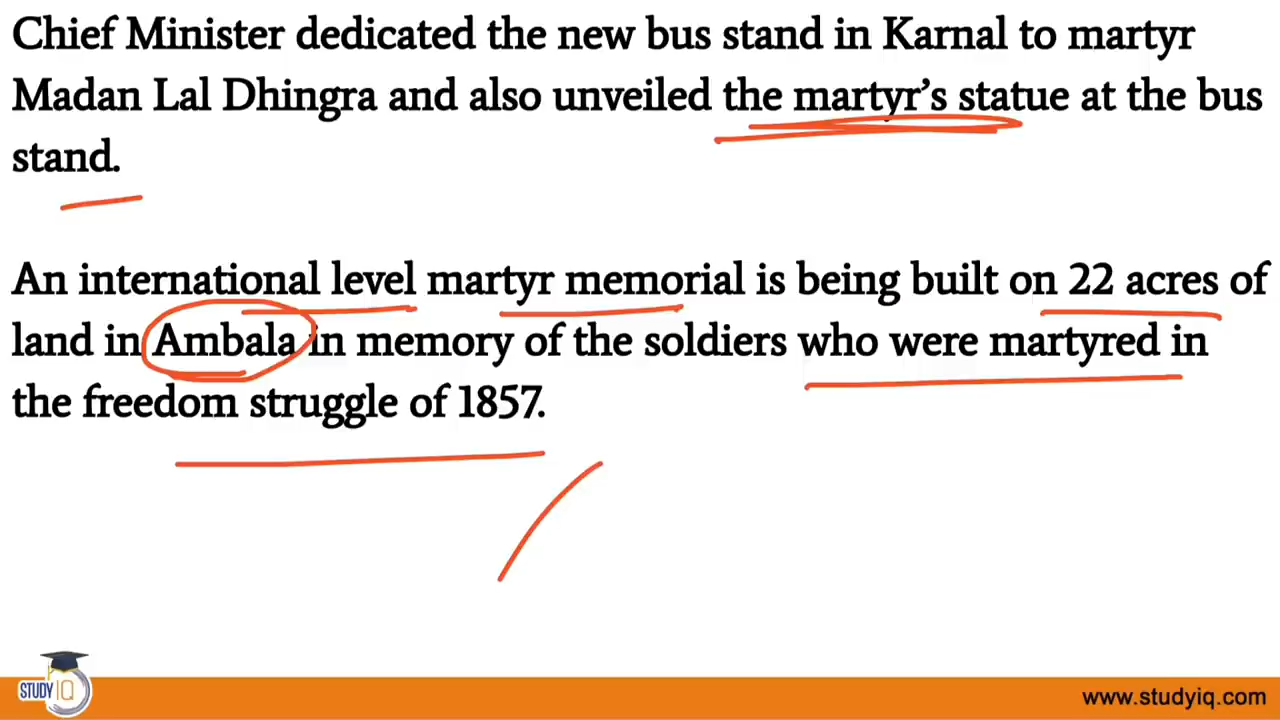 Chief Minister dedicated the new bus stand in Karnal to martyr
Madan Lal Dhingra and also unveiled the martyr’s statue at the bus
stand.
An international level martyr memorial is being built on 22 acres of
land in Ambala in memory of the soldiers who were martyred in
the freedom struggle of 1857.
STUDY IQ
www.studyiq.com